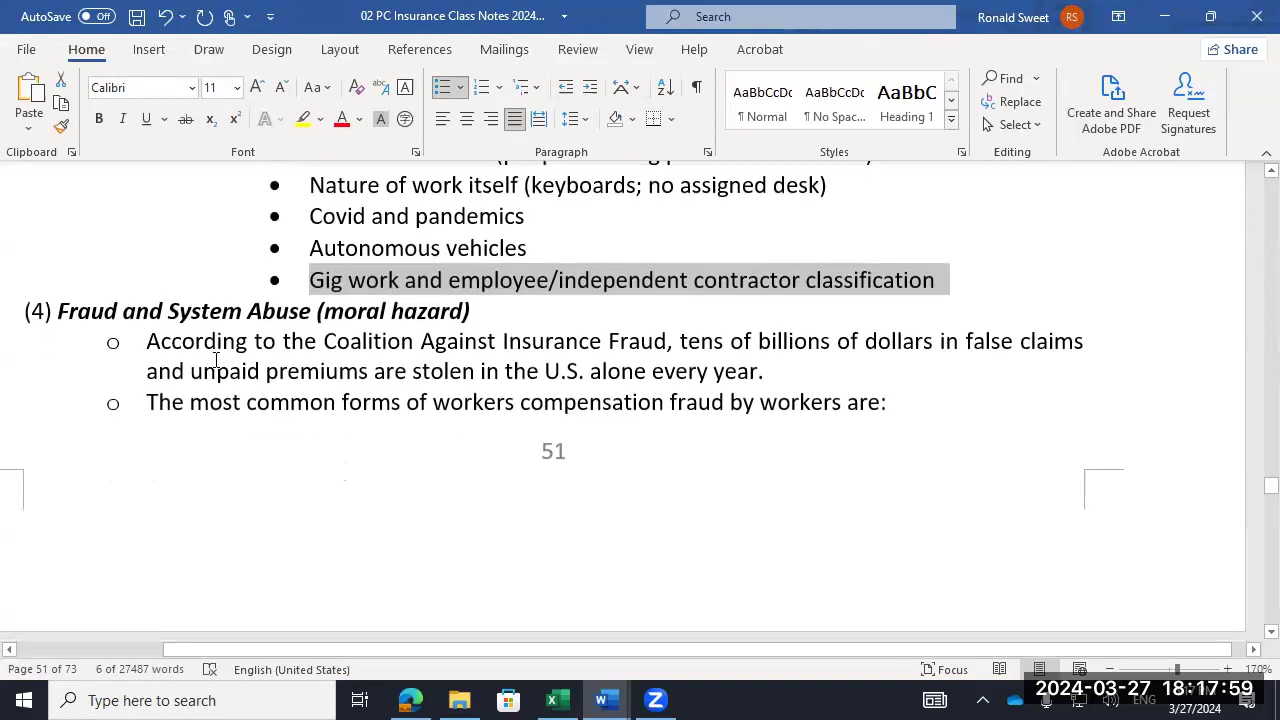 AutoSave Off 02 PC Insurance Class Notes 2024... Search Ronald Sweet RS
File Home Insert Draw Design Layout References Mailings Review View Help Acrobat Share
Calibri 11 Aa
Paste
B I U ab x₂ x² A A A
AaBbCcDc AaBbCcDc AaBbC
¶ Normal ¶ No Spac... Heading 1
Find
Replace
Select
Create and Share Adobe PDF
Request Signatures
Clipboard Font Paragraph Styles Editing Adobe Acrobat
• Nature of work itself (keyboards; no assigned desk)
• Covid and pandemics
• Autonomous vehicles
• Gig work and employee/independent contractor classification
(4) Fraud and System Abuse (moral hazard)
o According to the Coalition Against Insurance Fraud, tens of billions of dollars in false claims
and unpaid premiums are stolen in the U.S. alone every year.
o The most common forms of workers compensation fraud by workers are:
51
Page 51 of 73 6 of 27487 words English (United States) Focus 170%
Type here to search ENG
2024-03-27 18:17:59
3/27/2024